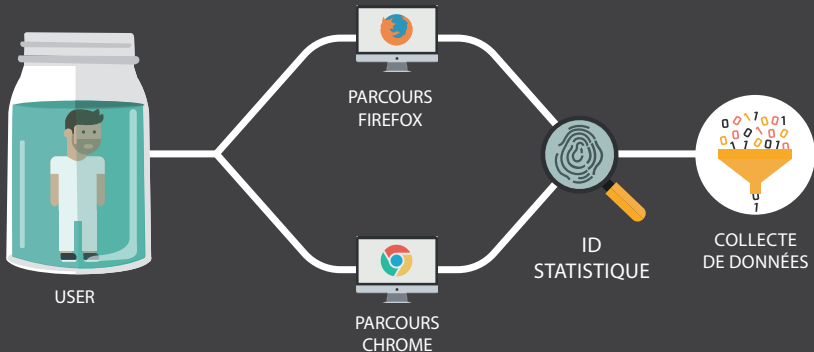 USER
PARCOURS
FIREFOX
PARCOURS
CHROME
ID
STATISTIQUE
COLLECTE
DE DONNÉES